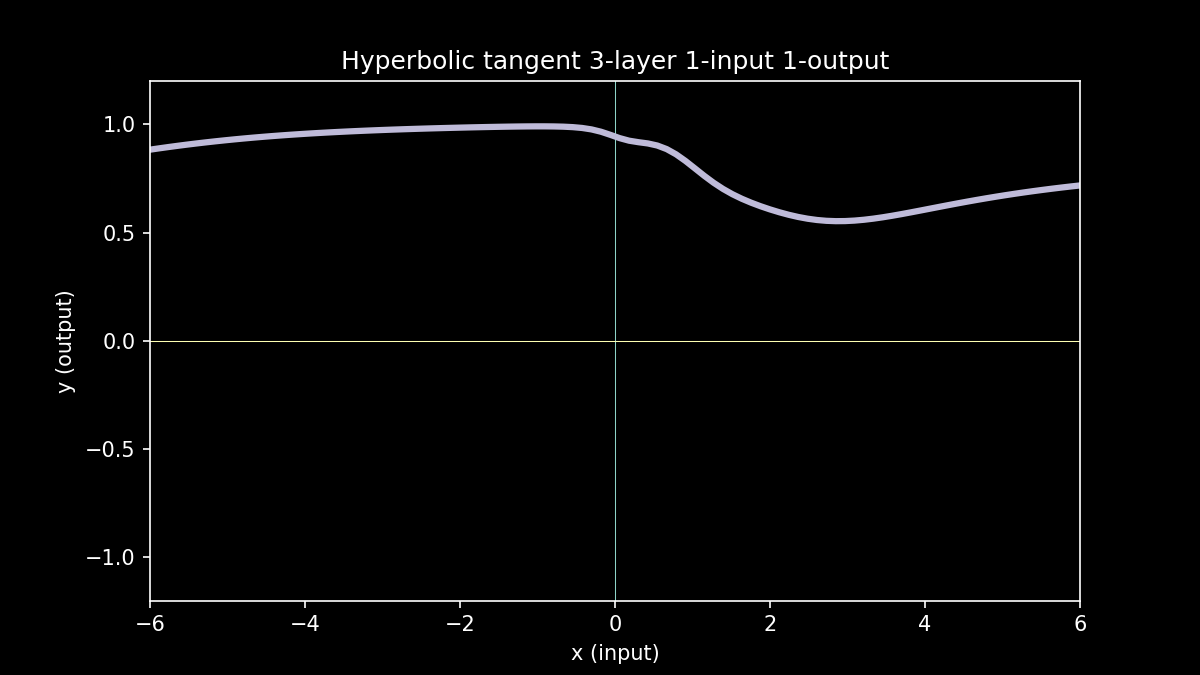 Hyperbolic tangent 3-layer 1-input 1-output
1.0
0.5
0.0
−0.5
−1.0
y (output)
−6 −4 −2 0 2 4 6
x (input)